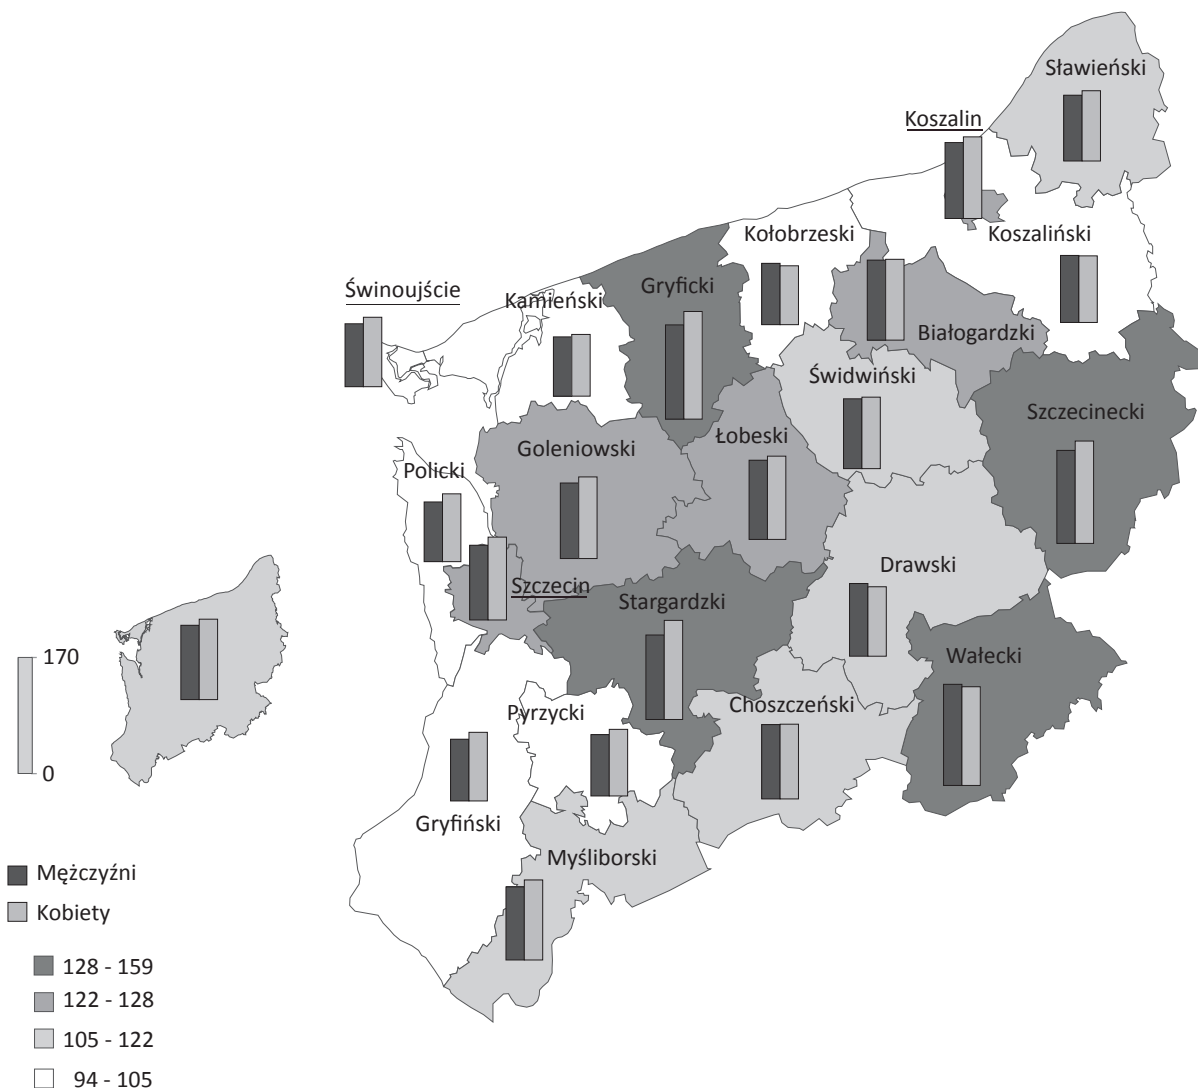 Sławieński
Koszalin
Kołobrzeski
Koszaliński
Świnoujście
Kamieński
Gryficki
Białogardzki
Świdwiński
Szczecinecki
Goleniowski
Łobeski
Policki
Drawski
Szczecin
Stargardzki
Wałecki
170
Choszczeński
Pyrzycki
0
Gryfiński
Myśliborski
Mężczyźni
Kobiety
128 - 159
122 - 128
105 - 122
94 - 105